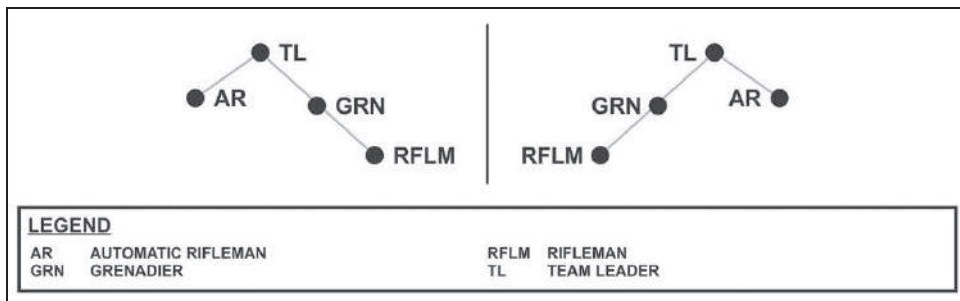 TL TL
AR GRN GRN AR
RFLM RFLM
LEGEND
AR AUTOMATIC RIFLEMAN RFLM RIFLEMAN
GRN GRENADIER TL TEAM LEADER